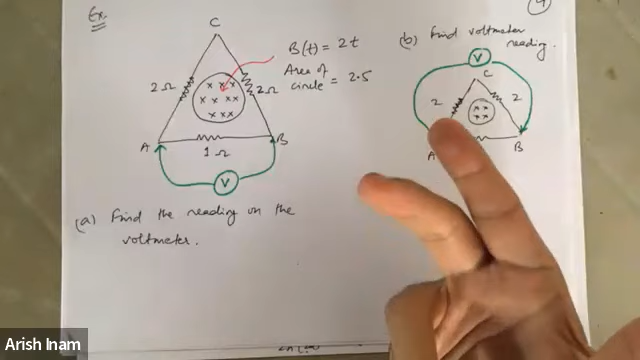 Ex.
4
C
B(t) = 2t
Area of
circle = 2.5
2Ω
2Ω
x x x
x x x x
x x x
A
B
1Ω
V
(a) Find the reading on the
voltmeter.
(b) Find voltmeter
reading.
V
C
2
2
x x
x x
A
B
Arish Inam